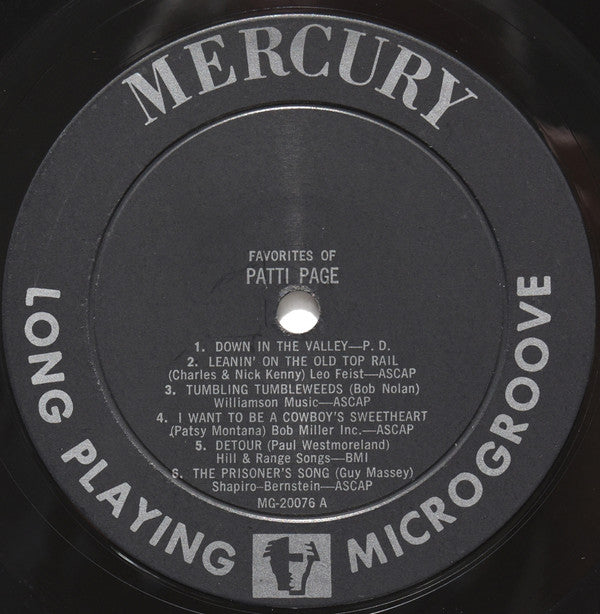 MERCURY
FAVORITES OF
PATTI PAGE
1. DOWN IN THE VALLEY—P. D.
2. LEANIN' ON THE OLD TOP RAIL
(Charles & Nick Kenny) Leo Feist—ASCAP
3. TUMBLING TUMBLEWEEDS (Bob Nolan)
Williamson Music—ASCAP
4. I WANT TO BE A COWBOY'S SWEETHEART
(Patsy Montana) Bob Miller Inc.—ASCAP
5. DETOUR (Paul Westmoreland)
Hill & Range Songs—BMI
6. THE PRISONER'S SONG (Guy Massey)
Shapiro-Bernstein—ASCAP
MG-20076 A
LONG PLAYING MICROGROOVE